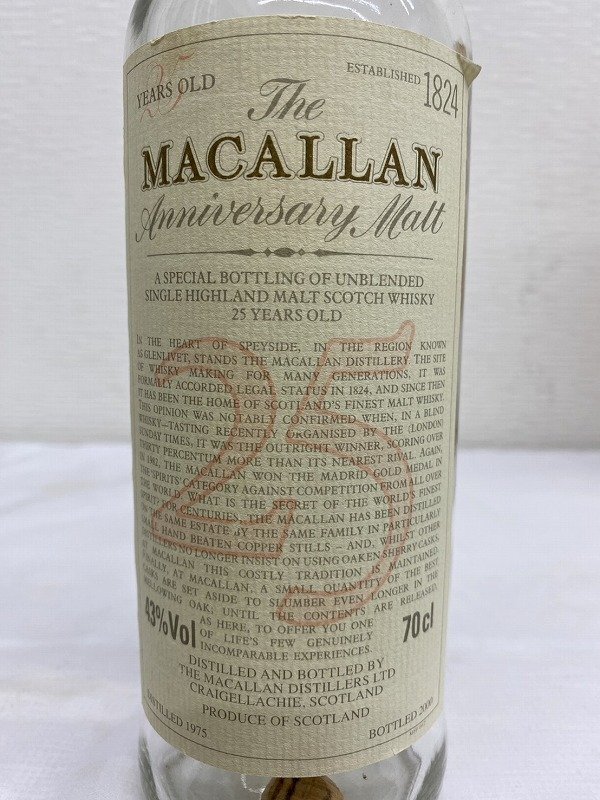 25
YEARS OLD
ESTABLISHED 1824
The
MACALLAN
Anniversary Malt
A SPECIAL BOTTLING OF UNBLENDED
SINGLE HIGHLAND MALT SCOTCH WHISKY
25 YEARS OLD
25
IN THE HEART OF SPEYSIDE, IN THE REGION KNOWN
AS GLENLIVET, STANDS THE MACALLAN DISTILLERY. THE SITE
OF WHISKY MAKING FOR MANY GENERATIONS, IT WAS
FORMALLY ACCORDED LEGAL STATUS IN 1824, AND SINCE THEN
IT HAS BEEN THE HOME OF SCOTLAND'S FINEST MALT WHISKY.
THIS OPINION WAS NOTABLY CONFIRMED WHEN, IN A BLIND
WHISKY-TASTING RECENTLY ORGANISED BY THE (LONDON)
SUNDAY TIMES, IT WAS THE OUTRIGHT WINNER, SCORING OVER
THIRTY PERCENTUM MORE THAN ITS NEAREST RIVAL. AGAIN,
IN 1982, THE MACALLAN WON THE MADRID GOLD MEDAL IN
THE SPIRITS' CATEGORY AGAINST COMPETITION FROM ALL OVER
THE WORLD. WHAT IS THE SECRET OF THE WORLD'S FINEST
SPIRIT? FOR CENTURIES, THE MACALLAN HAS BEEN DISTILLED
ON THE SAME ESTATE BY THE SAME FAMILY IN PARTICULARLY
SMALL HAND BEATEN COPPER STILLS – AND, WHILST OTHER
DISTILLERS NO LONGER INSIST ON USING OAKEN SHERRY CASKS,
AT MACALLAN THIS COSTLY TRADITION IS MAINTAINED.
FINALLY, AT MACALLAN, A SMALL QUANTITY OF THE BEST
CASKS ARE SET ASIDE TO SLUMBER EVEN LONGER IN THE
MELLOWING OAK, UNTIL THE CONTENTS ARE RELEASED,
AS HERE, TO OFFER YOU ONE
OF LIFE'S FEW GENUINELY
INCOMPARABLE EXPERIENCES.
43%Vol
70cl
DISTILLED AND BOTTLED BY
THE MACALLAN DISTILLERS LTD
CRAIGELLACHIE, SCOTLAND
PRODUCE OF SCOTLAND
DISTILLED 1975
BOTTLED 2000